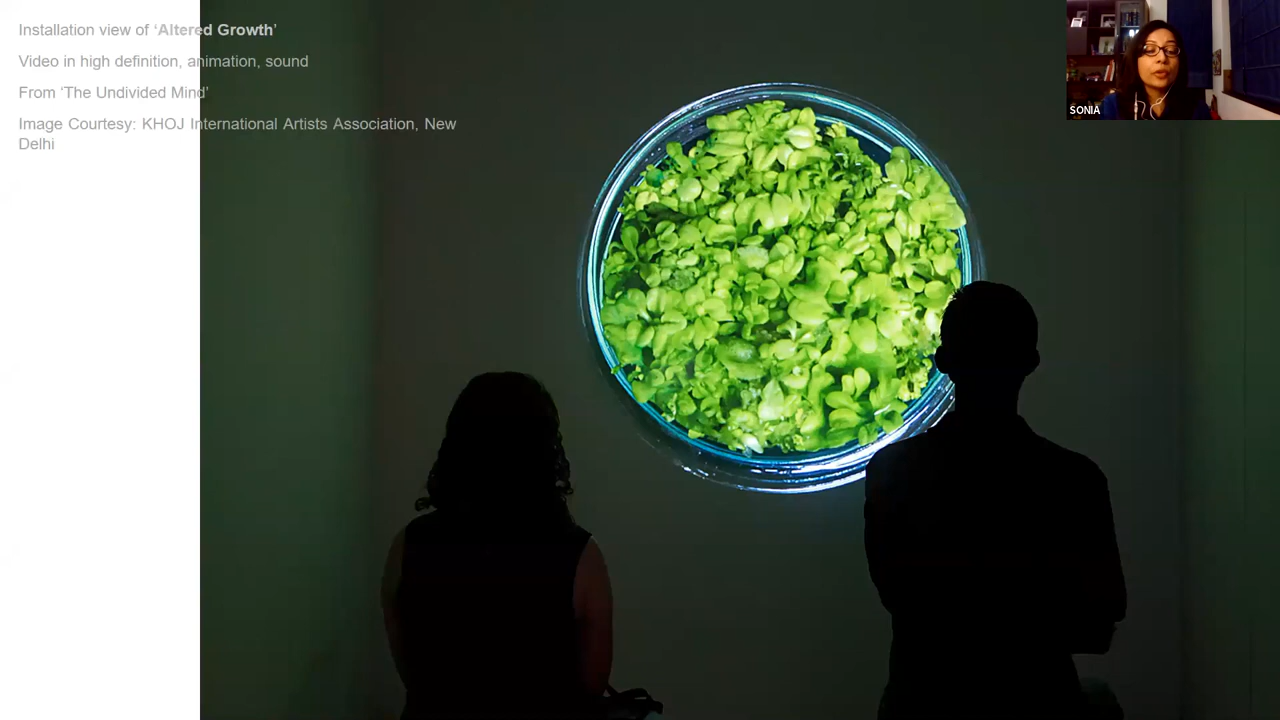 Installation view of ‘Altered Growth’
Video in high definition, animation, sound
From ‘The Undivided Mind’
Image Courtesy: KHOJ International Artists Association, New
Delhi
SONIA